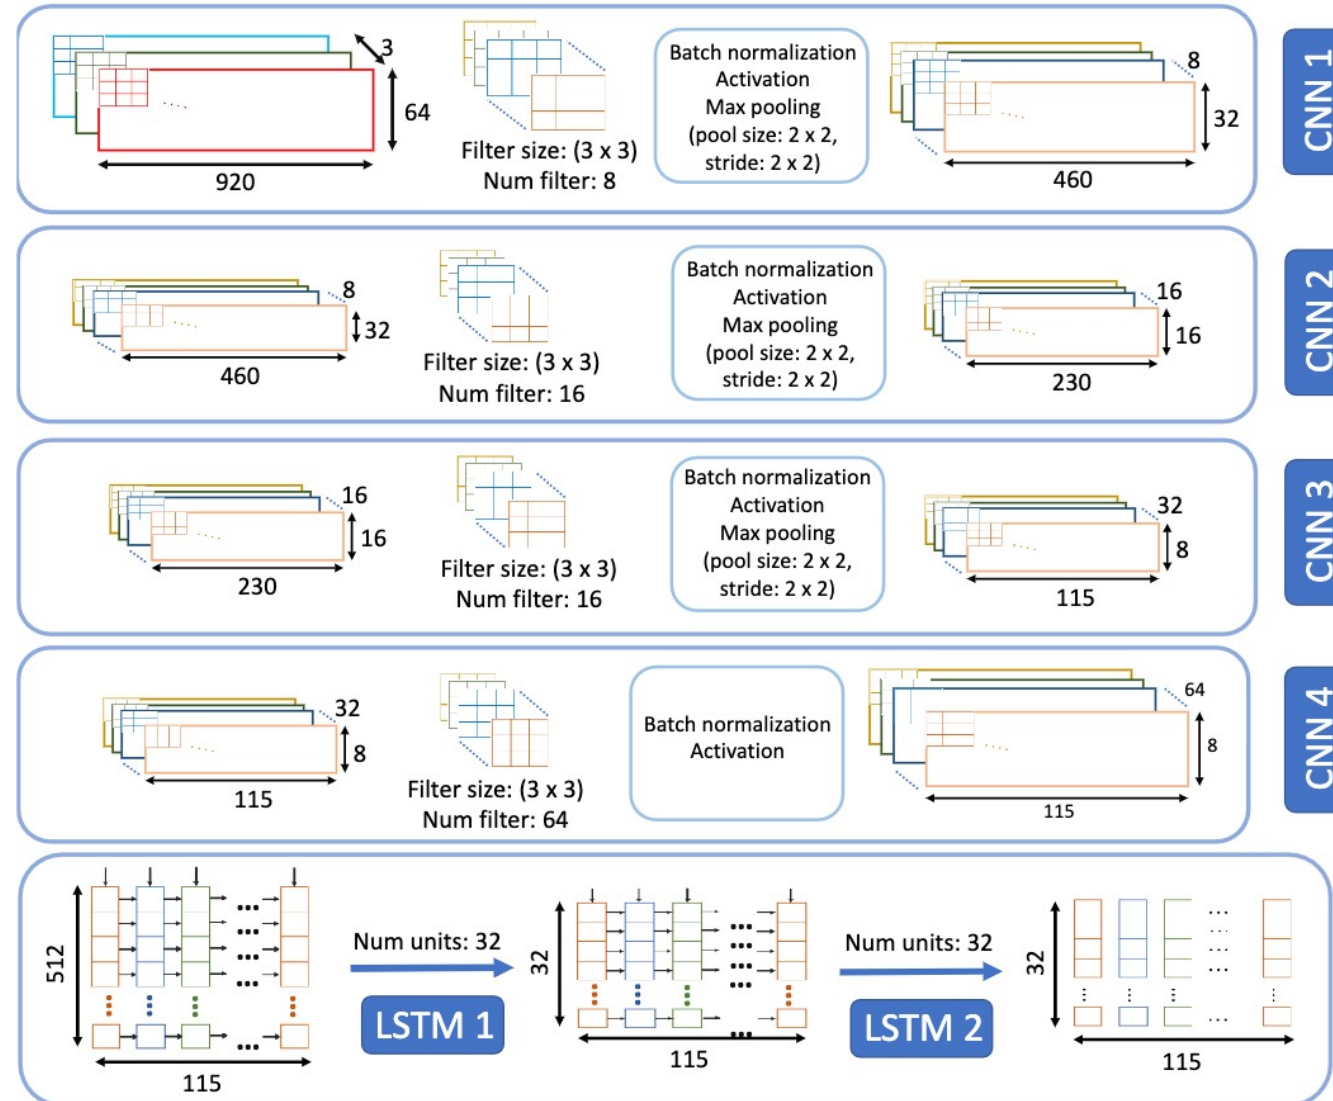 3
64
920
Filter size: (3 x 3)
Num filter: 8
Batch normalization
Activation
Max pooling
(pool size: 2 x 2,
stride: 2 x 2)
8
32
460
CNN 1
8
32
460
Filter size: (3 x 3)
Num filter: 16
Batch normalization
Activation
Max pooling
(pool size: 2 x 2,
stride: 2 x 2)
16
16
230
CNN 2
16
16
230
Filter size: (3 x 3)
Num filter: 16
Batch normalization
Activation
Max pooling
(pool size: 2 x 2,
stride: 2 x 2)
32
8
115
CNN 3
32
8
115
Filter size: (3 x 3)
Num filter: 64
Batch normalization
Activation
64
8
115
CNN 4
512
115
Num units: 32
LSTM 1
32
115
Num units: 32
LSTM 2
32
115